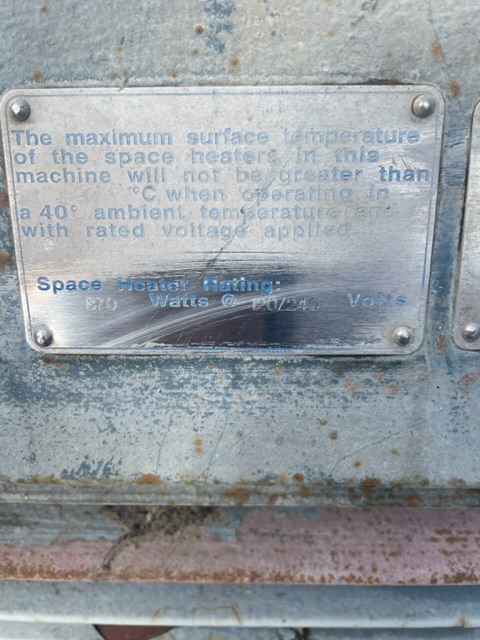 The maximum surface temperature
of the space heaters in this
machine will not be greater than
°C when operating in
a 40° ambient temperature and
with rated voltage applied
Space Heater Rating:
870 Watts @ 120/240 Volts